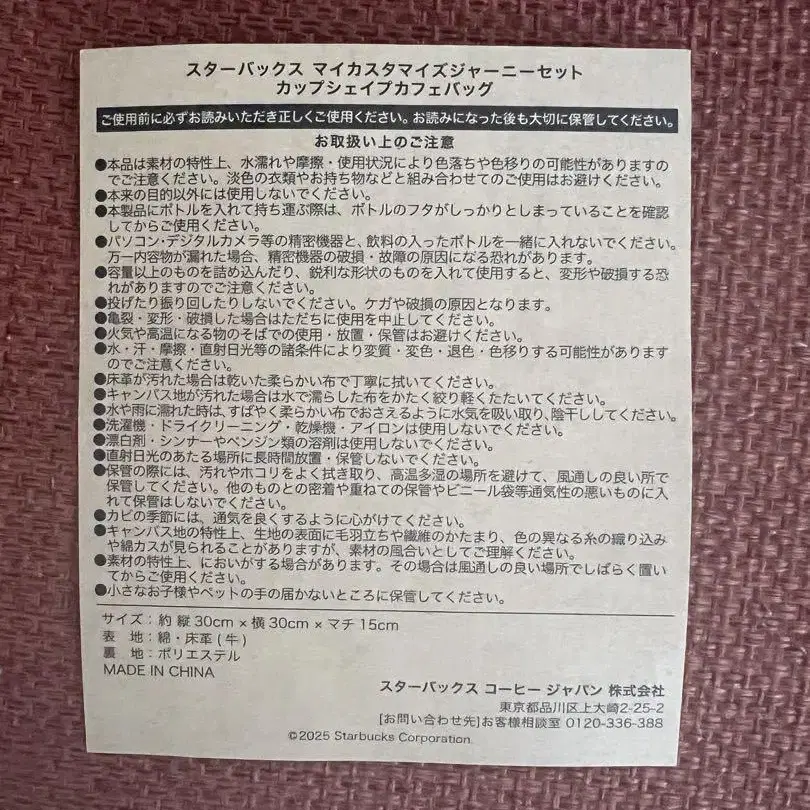 スターバックス マイカスタマイズジャーニーセット
カップシェイプカフェバッグ
ご使用前に必ずお読みいただき正しくご使用ください。お読みになった後も大切に保管してください。
お取扱い上のご注意
●本品は素材の特性上、水濡れや摩擦・使用状況により色落ちや色移りの可能性がありますの
でご注意ください。淡色の衣類やお持ち物などと組み合わせてのご使用はお避けください。
●本来の目的以外には使用しないでください。
●本製品にボトルを入れて持ち運ぶ際は、ボトルのフタがしっかりとしまっていることを確認
してからご使用ください。
●パソコン・デジタルカメラ等の精密機器と、飲料の入ったボトルを一緒に入れないでください。
万一内容物が漏れた場合、精密機器の破損・故障の原因になる恐れがあります。
●容量以上のものを詰め込んだり、鋭利な形状のものを入れて使用すると、変形や破損する恐
れがありますのでご注意ください。
●投げたり振り回したりしないでください。ケガや破損の原因となります。
●亀裂・変形・破損した場合はただちに使用を中止してください。
●火気や高温になる物のそばでの使用・放置・保管はお避けください。
●水・汗・摩擦・直射日光等の諸条件により変質・変色・退色・色移りする可能性があります
のでご注意ください。
●床革が汚れた場合は乾いた柔らかい布で丁寧に拭いてください。
●キャンバス地が汚れた場合は水で濡らした布をかたく絞り軽くたたいてください。
●水や雨に濡れた時は、すばやく柔らかい布でおさえるように水気を吸い取り、陰干ししてください。
●洗濯機・ドライクリーニング・乾燥機・アイロンは使用しないでください。
●漂白剤・シンナーやベンジン類の溶剤は使用しないでください。
●直射日光のあたる場所に長時間放置・保管しないでください。
●保管の際には、汚れやホコリをよく拭き取り、高温多湿の場所を避けて、風通しの良い所で
保管してください。他のものとの密着や重ねての保管やビニール袋等通気性の悪いものに入
れて保管はしないでください。
●カビの季節には、通気を良くするように心がけてください。
●キャンバス地の特性上、生地の表面に毛羽立ちや繊維のかたまり、色の異なる糸の織り込み
や綿カスが見られることがありますが、素材の風合いとしてご理解ください。
●素材の特性上、においがする場合があります。その場合は風通しの良い場所でしばらく置い
てからご使用ください。
●小さなお子様やペットの手の届かないところに保管してください。
サイズ：約 縦30cm × 横30cm × マチ15cm
表 地：綿・床革(牛)
裏 地：ポリエステル
MADE IN CHINA
スターバックス コーヒー ジャパン 株式会社
東京都品川区上大崎2-25-2
[お問い合わせ先]お客様相談室 0120-336-388
©2025 Starbucks Corporation.